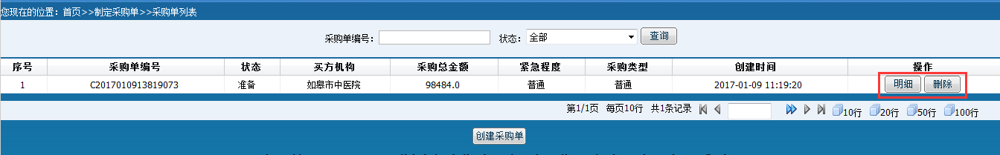 您现在的位置：首页>>制定采购单>>采购单列表
采购单编号： 状态： 全部 查询
序号 采购单编号 状态 买方机构 采购总金额 紧急程度 采购类型 创建时间 操作
1 C2017010913819073 准备 如皋市中医院 98484.0 普通 普通 2017-01-09 11:19:20 明细 删除
第1/1页 每页10行 共1条记录 10行 20行 50行 100行
创建采购单